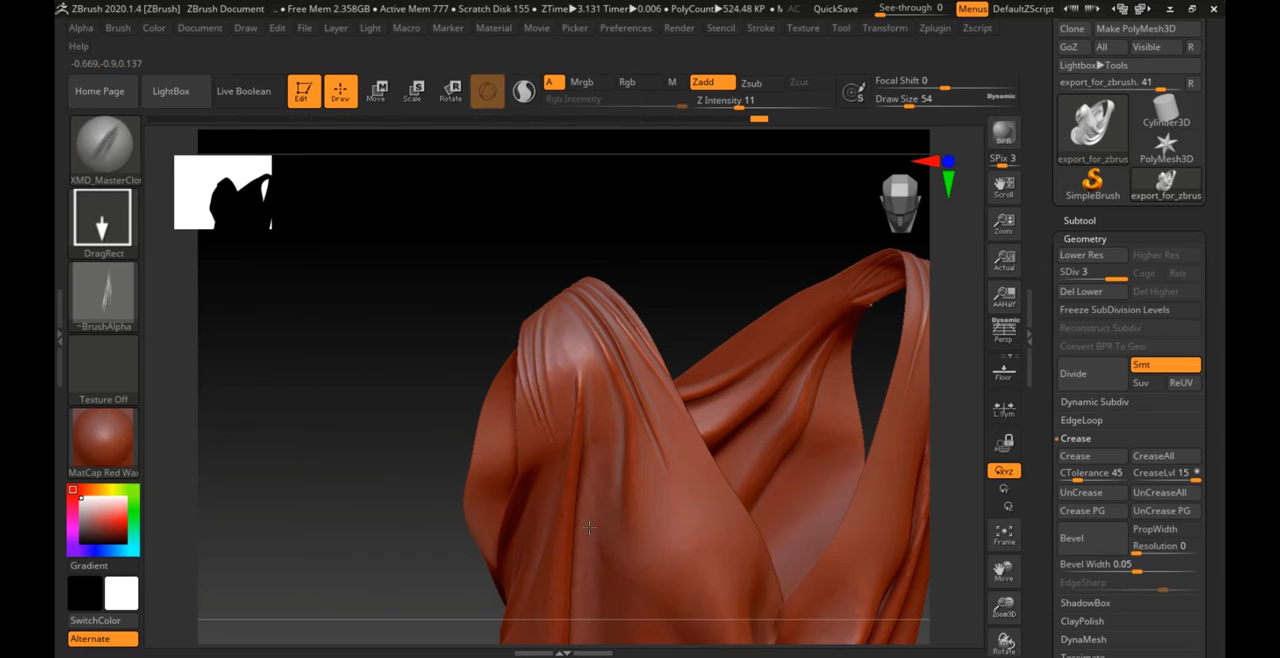 ZBrush 2020.1.4 [ZBrush] ZBrush Document .. • Free Mem 2.358GB • Active Mem 777 • Scratch Disk 155 • ZTime▶3.131 Timer▶0.006 • PolyCount▶524.48 KP • AC QuickSave See-through 0 Menus DefaultZScript
Alpha Brush Color Document Draw Edit File Layer Light Macro Marker Material Movie Picker Preferences Render Stencil Stroke Texture Tool Transform Zplugin Zscript
Help
-0.669,-0.9,0.137
Home Page LightBox Live Boolean Edit Draw Move Scale Rotate
A Mrgb Rgb M Zadd Zsub Zcut
Rgb Intensity Z Intensity 11
Focal Shift 0
Draw Size 54 Dynamic
XMD_MasterClot
DragRect
~BrushAlpha
Texture Off
MatCap Red Wax
Gradient
SwitchColor
Alternate
BPR
SPix 3
Scroll
Zoom
Actual
AAHalf
Dynamic
Persp
Floor
L.Sym
XYZ
Frame
Move
Zoom3D
Rotate
Clone Make PolyMesh3D
GoZ All Visible R
Lightbox▶Tools
export_for_zbrush. 41 R
Cylinder3D
export_for_zbrus PolyMesh3D
SimpleBrush export_for_zbrus
Subtool
Geometry
Lower Res Higher Res
SDiv 3 Cage Rstr
Del Lower Del Higher
Freeze SubDivision Levels
Reconstruct Subdiv
Convert BPR To Geo
Divide Smt
Suv ReUV
Dynamic Subdiv
EdgeLoop
Crease
Crease CreaseAll
CTolerance 45 CreaseLvl 15
UnCrease UnCreaseAll
Crease PG UnCrease PG
Bevel PropWidth
Resolution 0
Bevel Width 0.05
EdgeSharp
ShadowBox
ClayPolish
DynaMesh
Tessimate